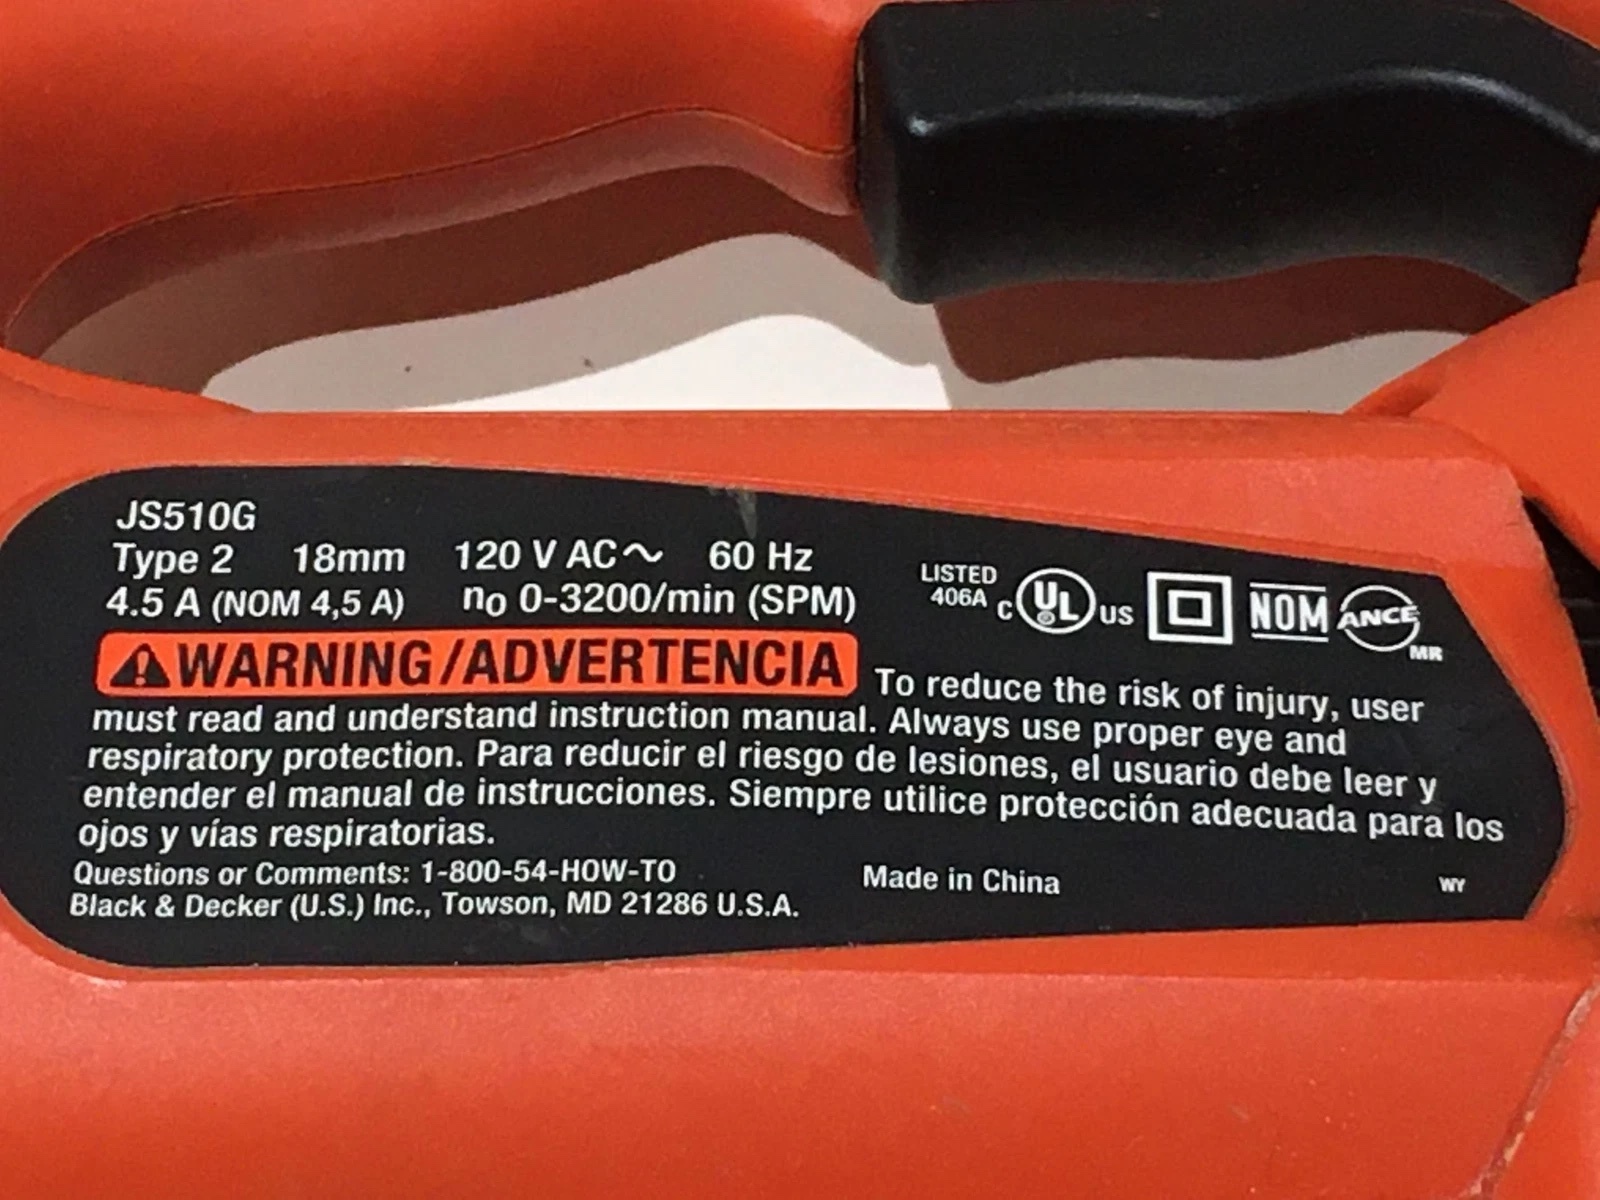 JS510G
Type 2 18mm 120 V AC～ 60 Hz
4.5 A (NOM 4,5 A) no 0-3200/min (SPM)
LISTED
406A C UL ® US NOM ANCE MR
WARNING/ADVERTENCIA To reduce the risk of injury, user
must read and understand instruction manual. Always use proper eye and
respiratory protection. Para reducir el riesgo de lesiones, el usuario debe leer y
entender el manual de instrucciones. Siempre utilice protección adecuada para los
ojos y vías respiratorias.
Questions or Comments: 1-800-54-HOW-TO
Made in China WY
Black & Decker (U.S.) Inc., Towson, MD 21286 U.S.A.